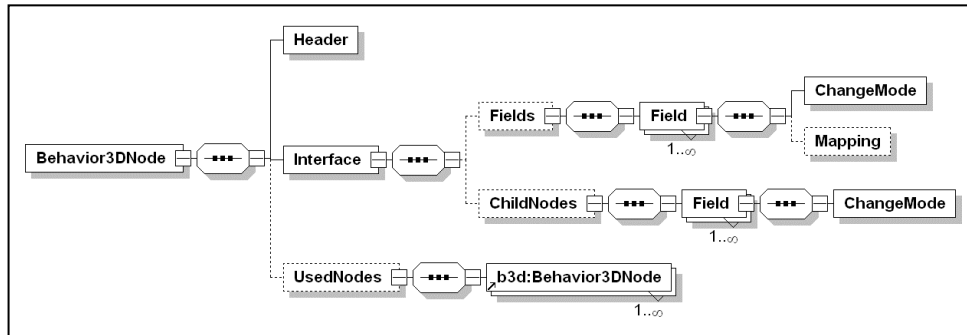 Header
Fields
Field
1..∞
ChangeMode
Mapping
Behavior3DNode
Interface
ChildNodes
Field
1..∞
ChangeMode
UsedNodes
b3d:Behavior3DNode
1..∞